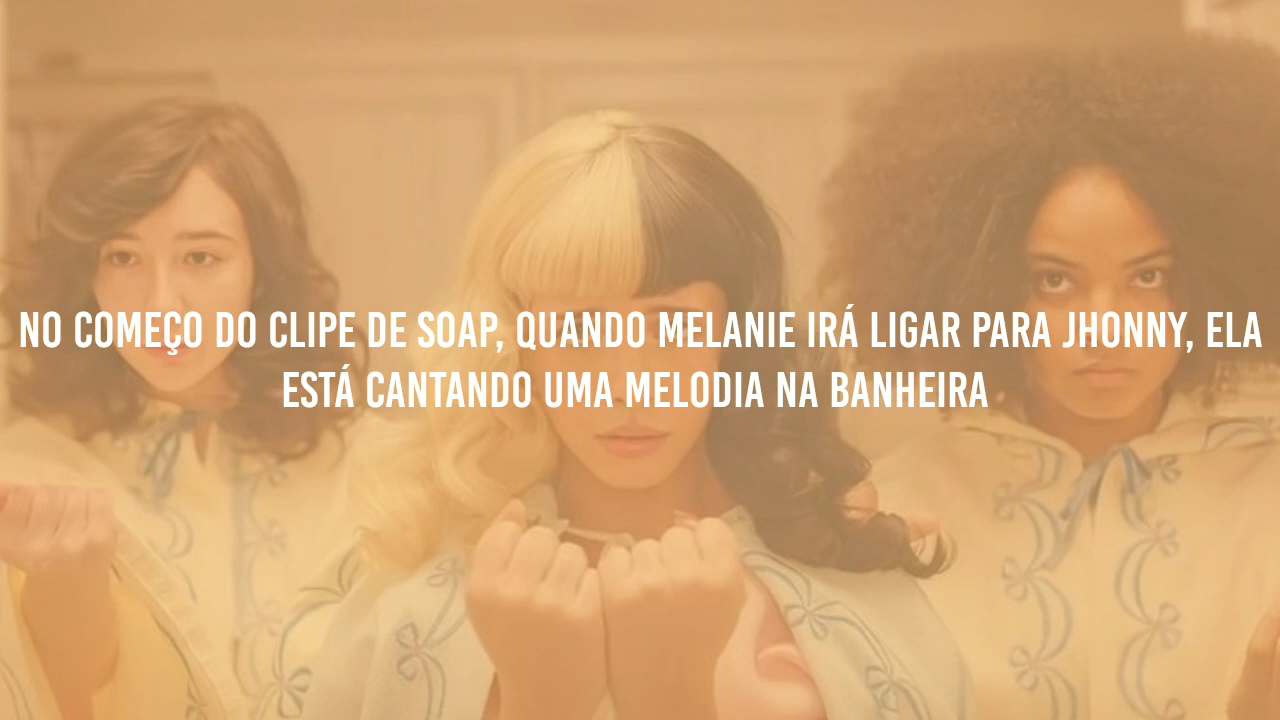 NO COMEÇO DO CLIPE DE SOAP, QUANDO MELANIE IRÁ LIGAR PARA JHONNY, ELA
ESTÁ CANTANDO UMA MELODIA NA BANHEIRA